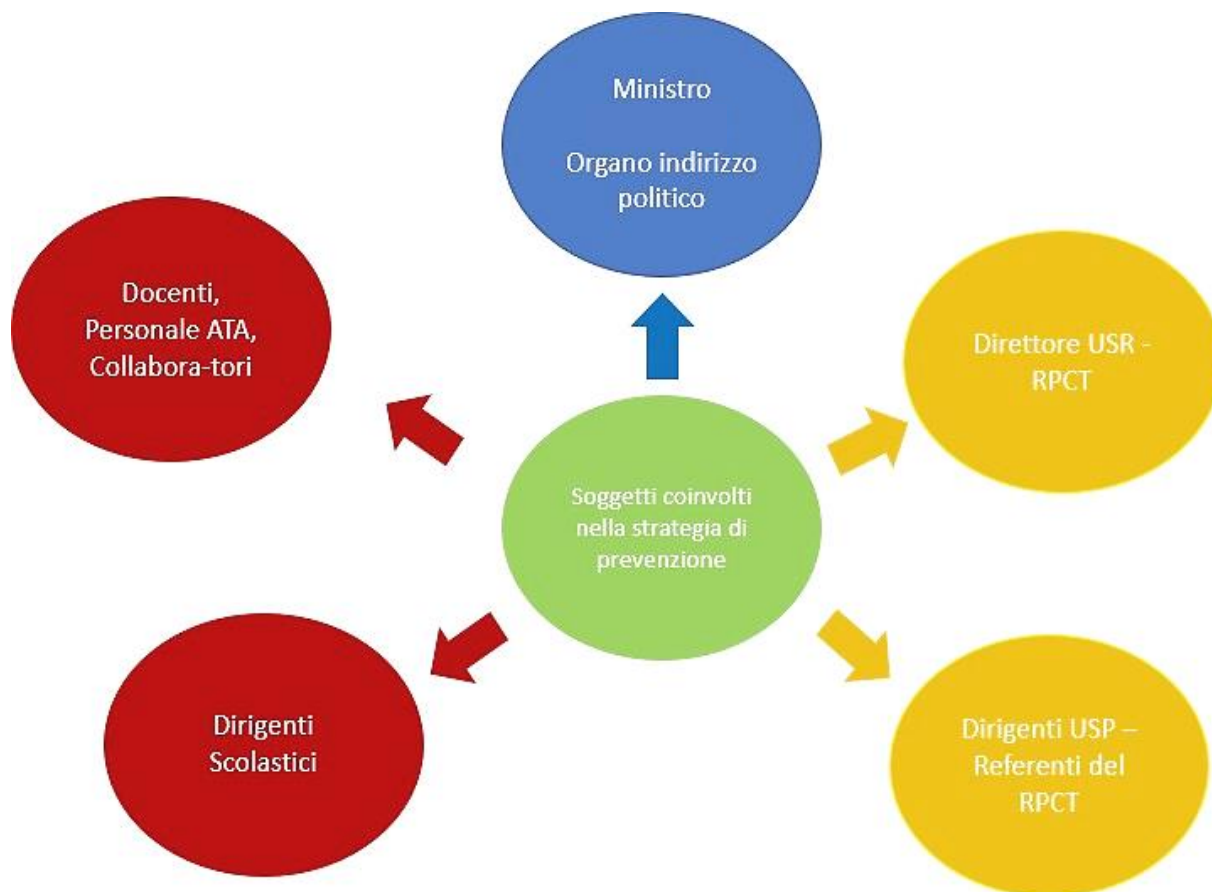 Ministro
Organo indirizzo
politico
Docenti,
Personale ATA,
Collabora-tori
Direttore USR -
RPCT
Soggetti coinvolti
nella strategia di
prevenzione
Dirigenti
Scolastici
Dirigenti USP –
Referenti del
RPCT